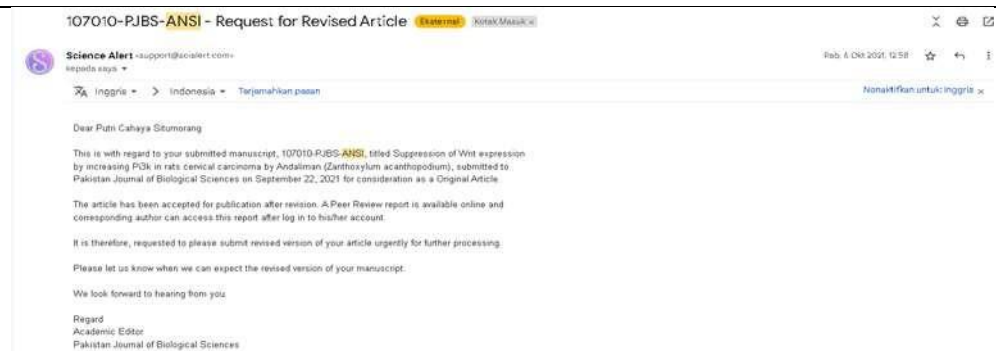 107010-PJBS-ANSI - Request for Revised Article Eksternal Kotak Masuk ×
Science Alert <support@scialert.com> Rab, 6 Okt 2021, 12.58
kepada saya
Inggris > Indonesia Terjemahkan pesan Nonaktifkan untuk: Inggris ×
Dear Putri Cahaya Situmorang
This is with regard to your submitted manuscript, 107010-PJBS-ANSI, titled Suppression of Wnt expression
by increasing Pi3k in rats cervical carcinoma by Andaliman (Zanthoxylum acanthopodium), submitted to
Pakistan Journal of Biological Sciences on September 22, 2021 for consideration as a Original Article.
The article has been accepted for publication after revision. A Peer Review report is available online and
corresponding author can access this report after log in to his/her account.
It is therefore, requested to please submit revised version of your article urgently for further processing.
Please let us know when we can expect the revised version of your manuscript.
We look forward to hearing from you
Regard
Academic Editor
Pakistan Journal of Biological Sciences